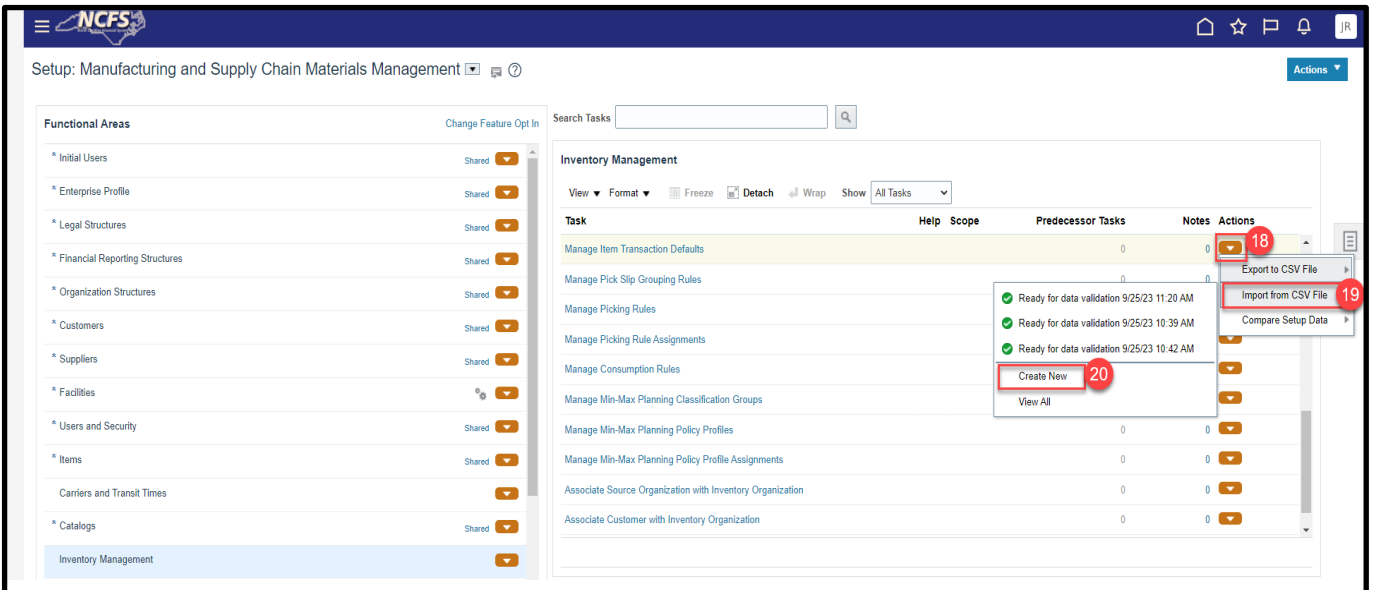 NCFS
JR
Setup: Manufacturing and Supply Chain Materials Management
Actions
Functional Areas
Change Feature Opt In
* Initial Users Shared
* Enterprise Profile Shared
* Legal Structures Shared
* Financial Reporting Structures Shared
* Organization Structures Shared
* Customers Shared
* Suppliers Shared
* Facilities
* Users and Security Shared
* Items Shared
Carriers and Transit Times
* Catalogs Shared
Inventory Management
Search Tasks
Inventory Management
View Format Freeze Detach Wrap Show All Tasks
Task Help Scope Predecessor Tasks Notes Actions
Manage Item Transaction Defaults 0 0 18
Manage Pick Slip Grouping Rules 0 0
Manage Picking Rules
Manage Picking Rule Assignments
Manage Consumption Rules
Manage Min-Max Planning Classification Groups
Manage Min-Max Planning Policy Profiles 0 0
Manage Min-Max Planning Policy Profile Assignments 0 0
Associate Source Organization with Inventory Organization 0 0
Associate Customer with Inventory Organization 0 0
Export to CSV File
Import from CSV File 19
Compare Setup Data
Ready for data validation 9/25/23 11:20 AM
Ready for data validation 9/25/23 10:39 AM
Ready for data validation 9/25/23 10:42 AM
Create New 20
View All